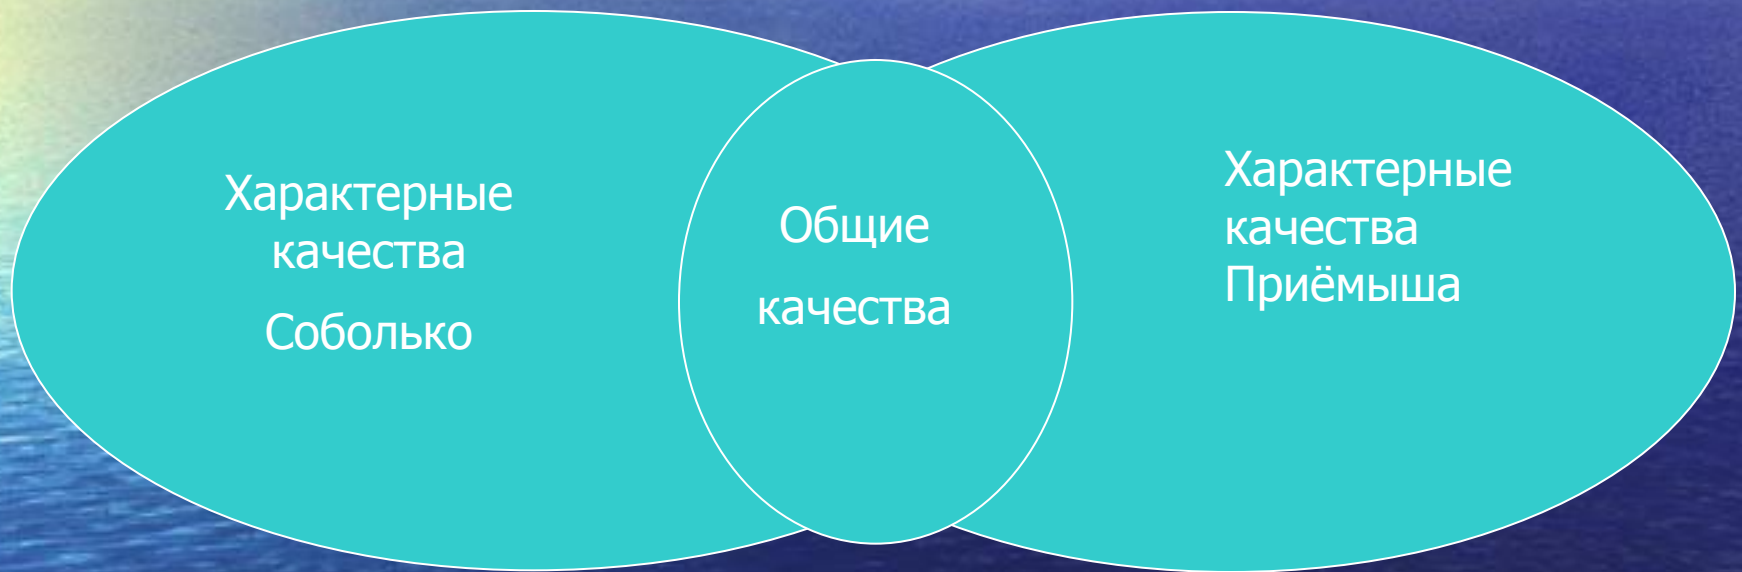 Характерные
качества
Соболько
Общие
качества
Характерные
качества
Приёмыша